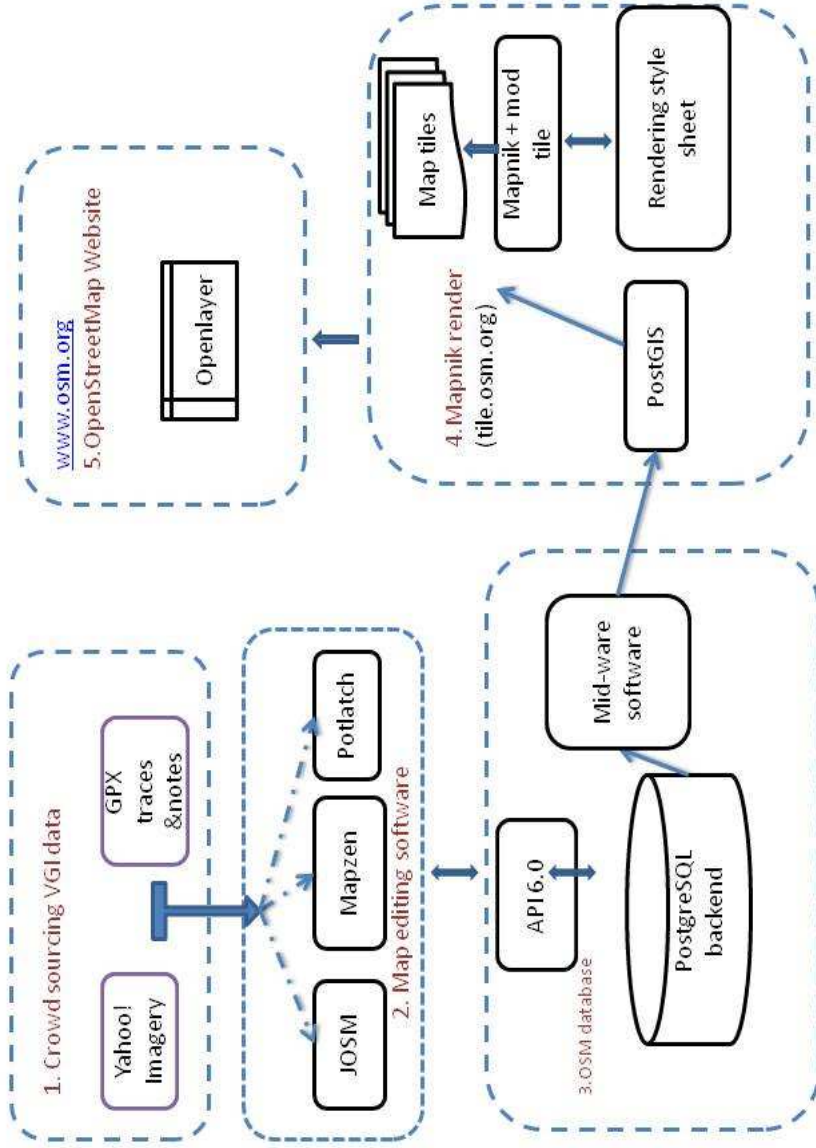 1. Crowd sourcing VGI data
Yahoo!
Imagery
GPX
traces
&notes
JOSM
Mapzen
Potlatch
2. Map editing software
API 6.0
3.OSM database
PostgreSQL
backend
Mid-ware
software
PostGIS
4.Mapnik render
(tile.osm.org)
Map tiles
Mapnik + mod
tile
Rendering style
sheet
www.osm.org
5.OpenStreetMap Website
Openlayer